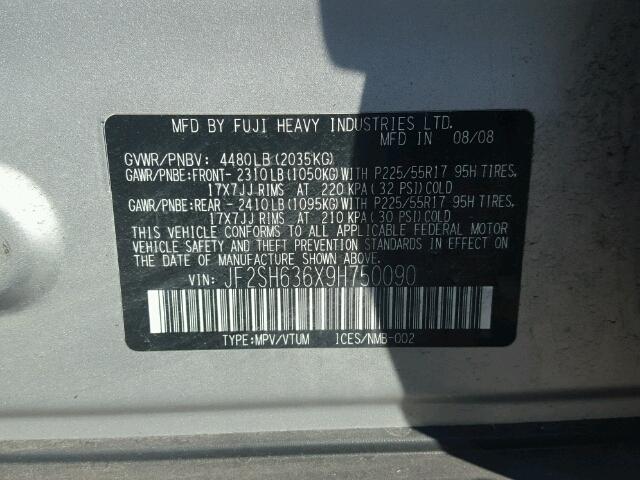 MFD BY FUJI HEAVY INDUSTRIES LTD.
MFD IN 08/08
GVWR/PNBV: 4480LB(2035KG)
GAWR/PNBE:FRONT- 2310LB(1050KG)WITH P225/55R17 95H TIRES,
17X7JJ RIMS AT 220 KPA(32 PSI)COLD
GAWR/PNBE:REAR - 2410LB(1095KG)WITH P225/55R17 95H TIRES,
17X7JJ RIMS AT 210 KPA(30 PSI)COLD
THIS VEHICLE CONFORMS TO ALL APPLICABLE FEDERAL MOTOR
VEHICLE SAFETY AND THEFT PREVENTION STANDARDS IN EFFECT ON
THE DATE OF MANUFACTURE SHOWN ABOVE.
VIN: JF2SH636X9H750090
TYPE:MPV/VTUM ICES/NMB-002